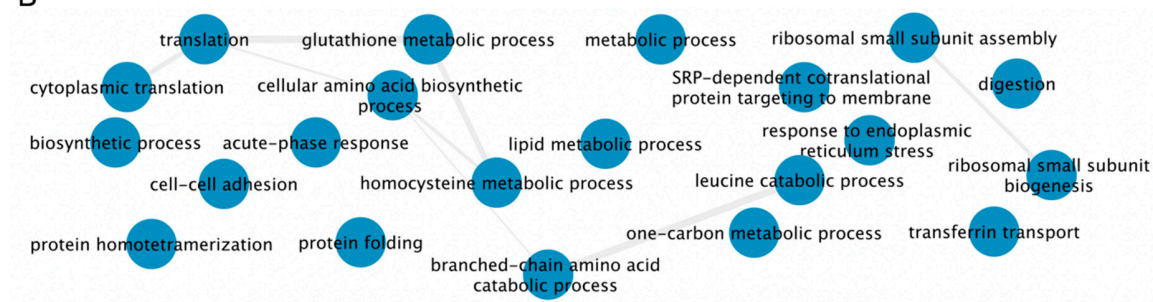 B
translation
glutathione metabolic process
metabolic process
ribosomal small subunit assembly
cytoplasmic translation
cellular amino acid biosynthetic
process
SRP-dependent cotranslational
protein targeting to membrane
digestion
biosynthetic process
acute-phase response
lipid metabolic process
response to endoplasmic
reticulum stress
cell-cell adhesion
homocysteine metabolic process
leucine catabolic process
ribosomal small subunit
biogenesis
protein homotetramerization
protein folding
one-carbon metabolic process
transferrin transport
branched-chain amino acid
catabolic process